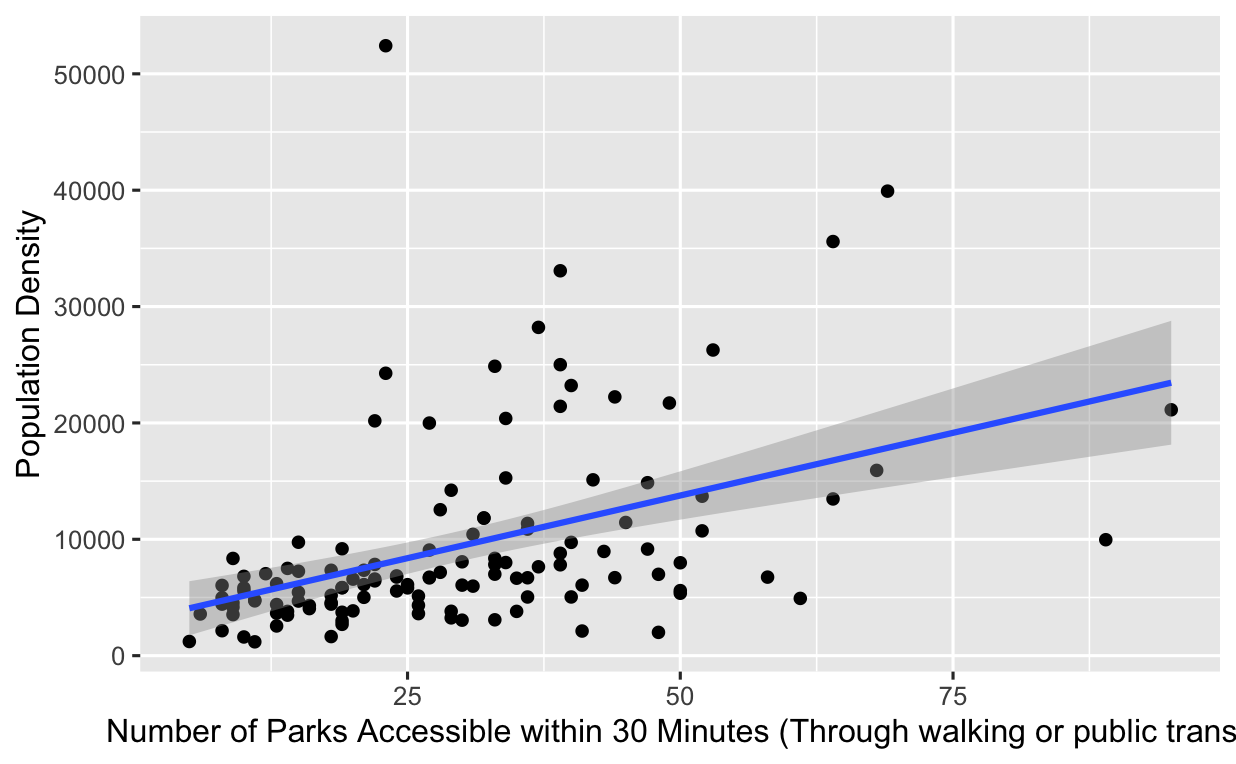 50000
40000
30000
20000
10000
0
Population Density
25 50 75
Number of Parks Accessible within 30 Minutes (Through walking or public trans